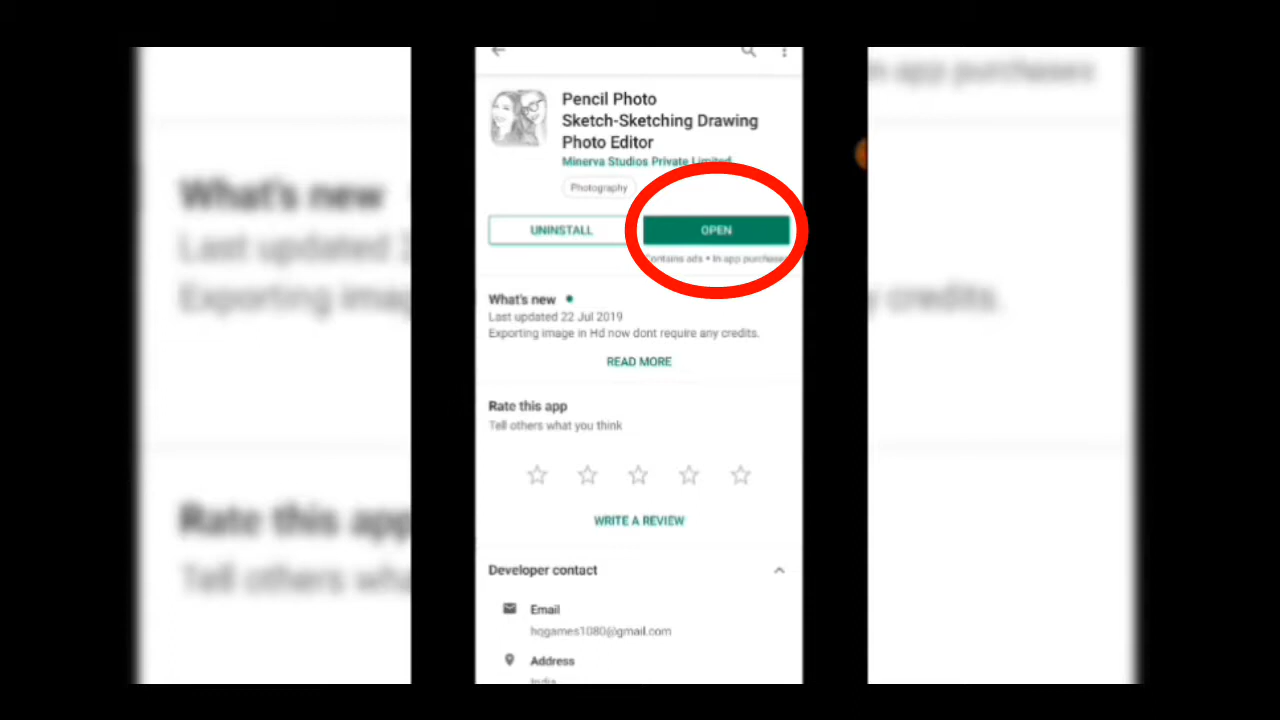 Pencil Photo
Sketch-Sketching Drawing
Photo Editor
Minerva Studios Private Limited
Photography
UNINSTALL
OPEN
Contains ads • In app purchases
What's new
Last updated 22 Jul 2019
Exporting image in Hd now dont require any credits.
READ MORE
Rate this app
Tell others what you think
WRITE A REVIEW
Developer contact
Email
hqgames1080@gmail.com
Address
India
What's new
Last updated 2
Exporting imag
Rate this app
Tell others wha
n app purchases
y credits.